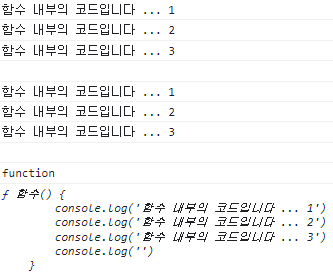 함수 내부의 코드입니다 ... 1
함수 내부의 코드입니다 ... 2
함수 내부의 코드입니다 ... 3
함수 내부의 코드입니다 ... 1
함수 내부의 코드입니다 ... 2
함수 내부의 코드입니다 ... 3
function
ƒ 함수() {
console.log('함수 내부의 코드입니다 ... 1')
console.log('함수 내부의 코드입니다 ... 2')
console.log('함수 내부의 코드입니다 ... 3')
console.log('')
}